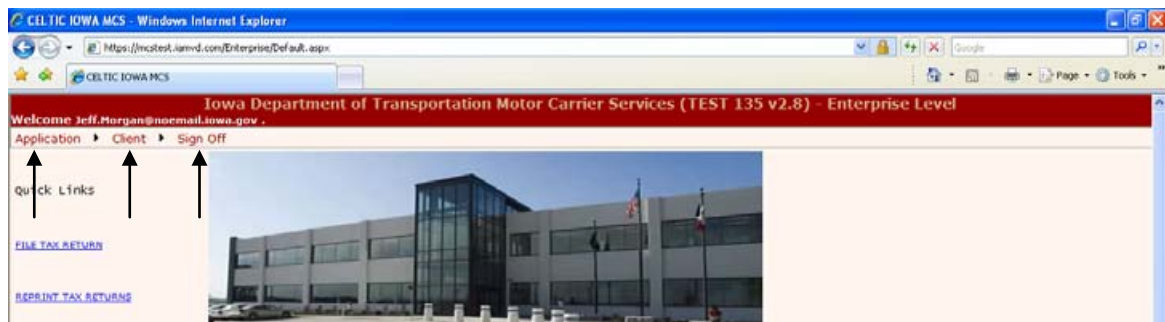 CELTIC IOWA MCS - Windows Internet Explorer
https://mcstest.iamvd.com/Enterprise/Default.aspx
Google
CELTIC IOWA MCS
Page
Tools
Iowa Department of Transportation Motor Carrier Services (TEST 135 v2.8) - Enterprise Level
Welcome Jeff.Morgan@noemail.iowa.gov .
Application Client Sign Off
Quick Links
FILE TAX RETURN
REPRINT TAX RETURNS